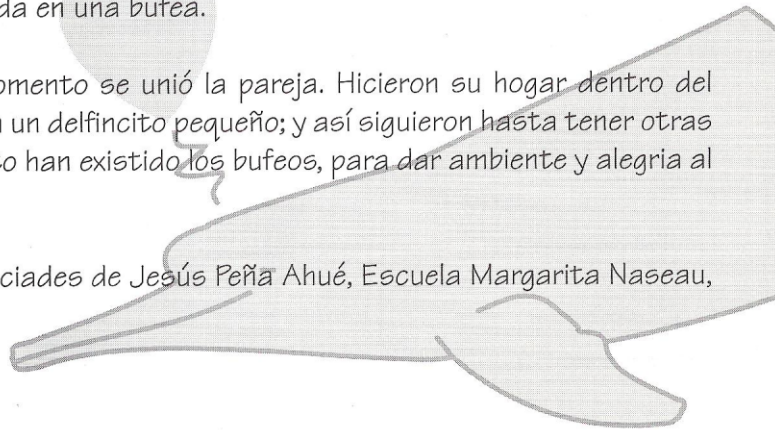 da en una bufea.
omento se unió la pareja. Hicieron su hogar dentro del
un delfincito pequeño; y así siguieron hasta tener otras
o han existido los bufeos, para dar ambiente y alegria al
ciades de Jesús Peña Ahué, Escuela Margarita Naseau,